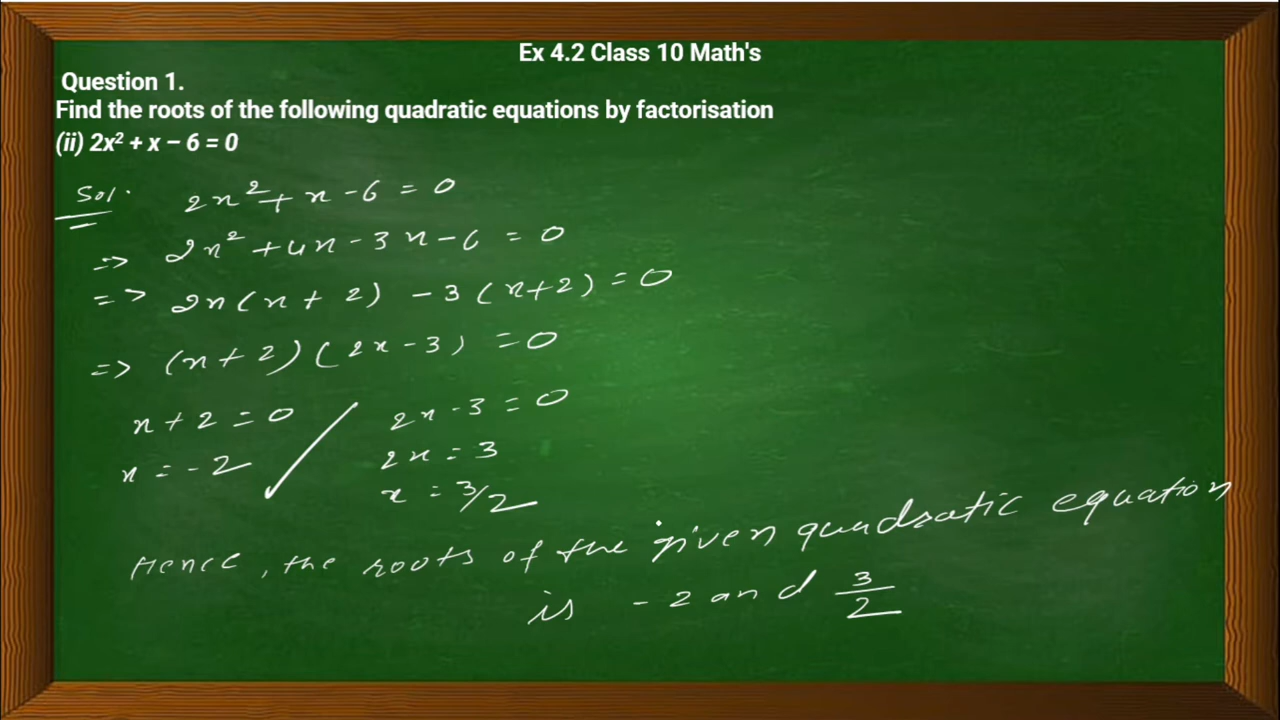 Ex 4.2 Class 10 Math's
Question 1.
Find the roots of the following quadratic equations by factorisation
(ii) 2x² + x – 6 = 0
Sol. 2x² + x - 6 = 0
=> 2x² + 4x - 3x - 6 = 0
=> 2x(x + 2) - 3(x+2) = 0
=> (x + 2)(2x - 3) = 0
x + 2 = 0 / 2x - 3 = 0
x = -2 2x = 3
x = 3/2
Hence, the roots of the given quadratic equation
is -2 and 3/2